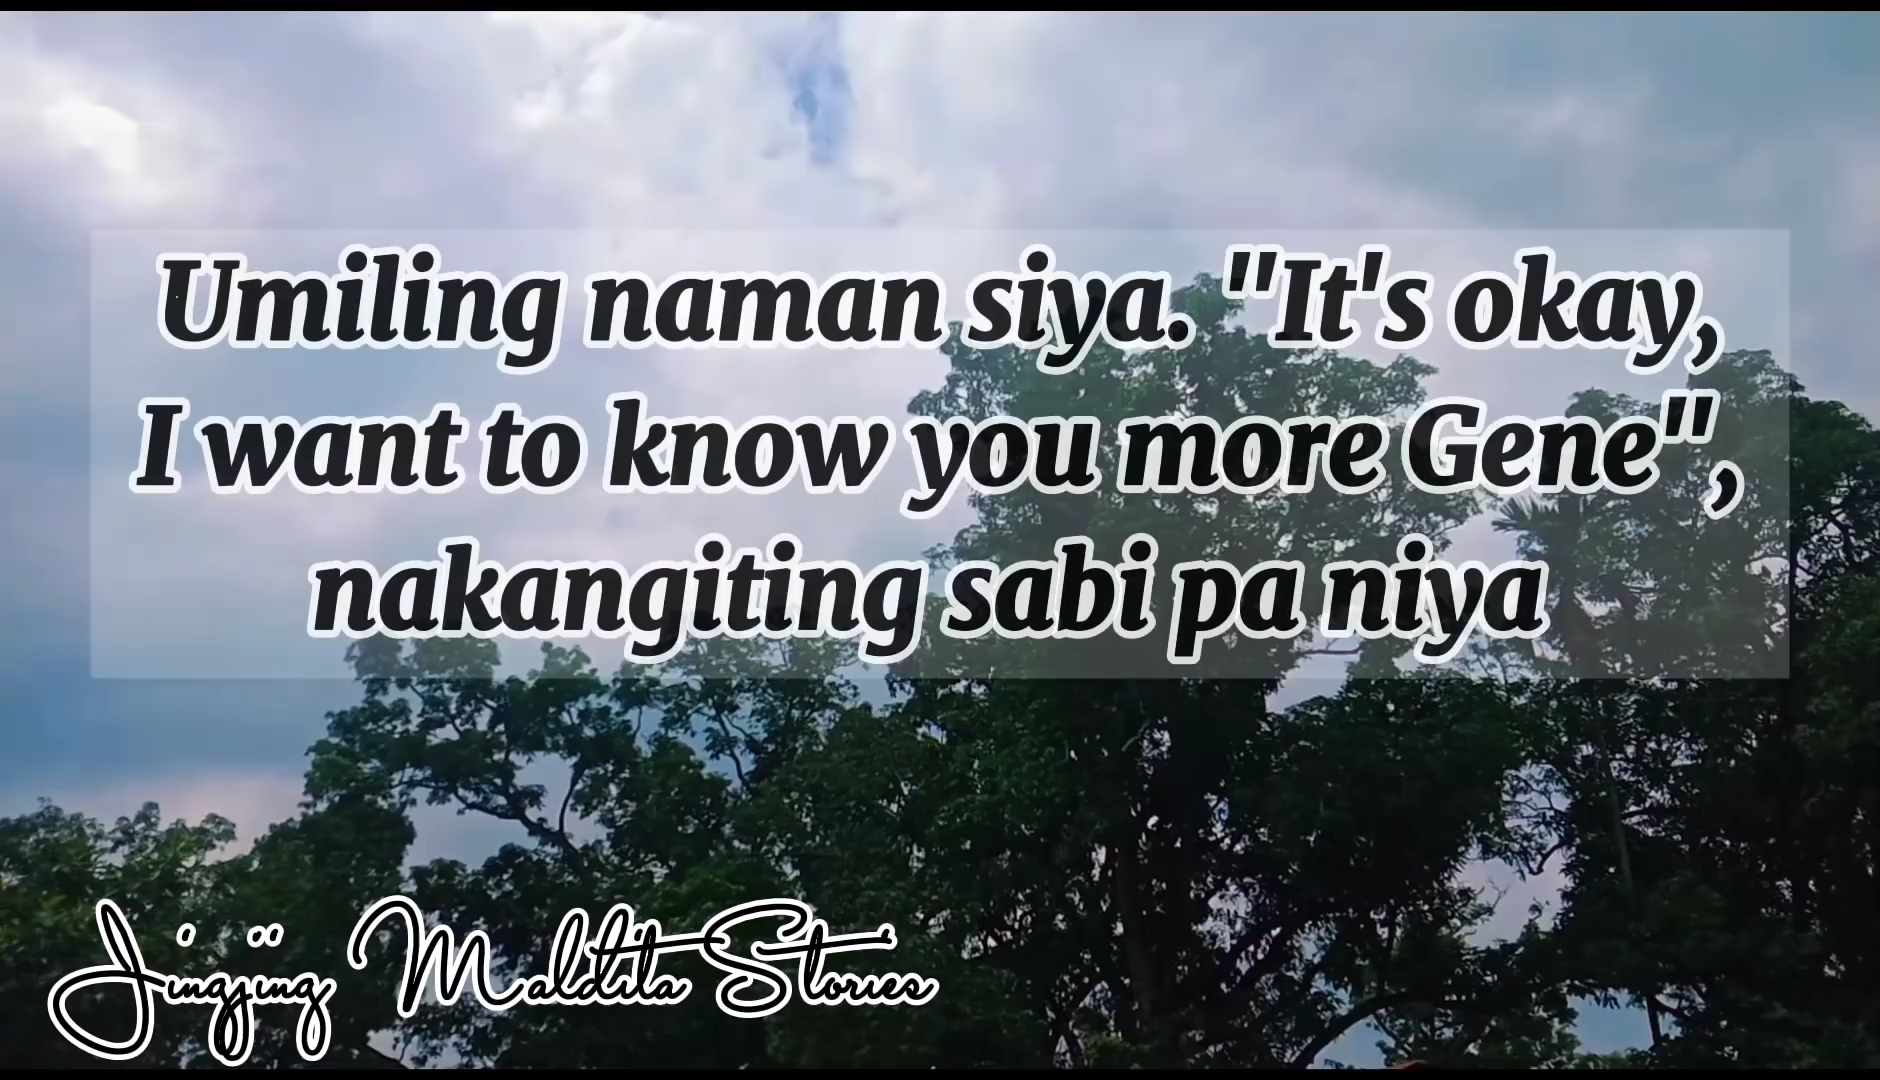 Umiling naman siya. "It's okay,
I want to know you more Gene",
nakangiting sabi pa niya
Jingjing Maldita Stories